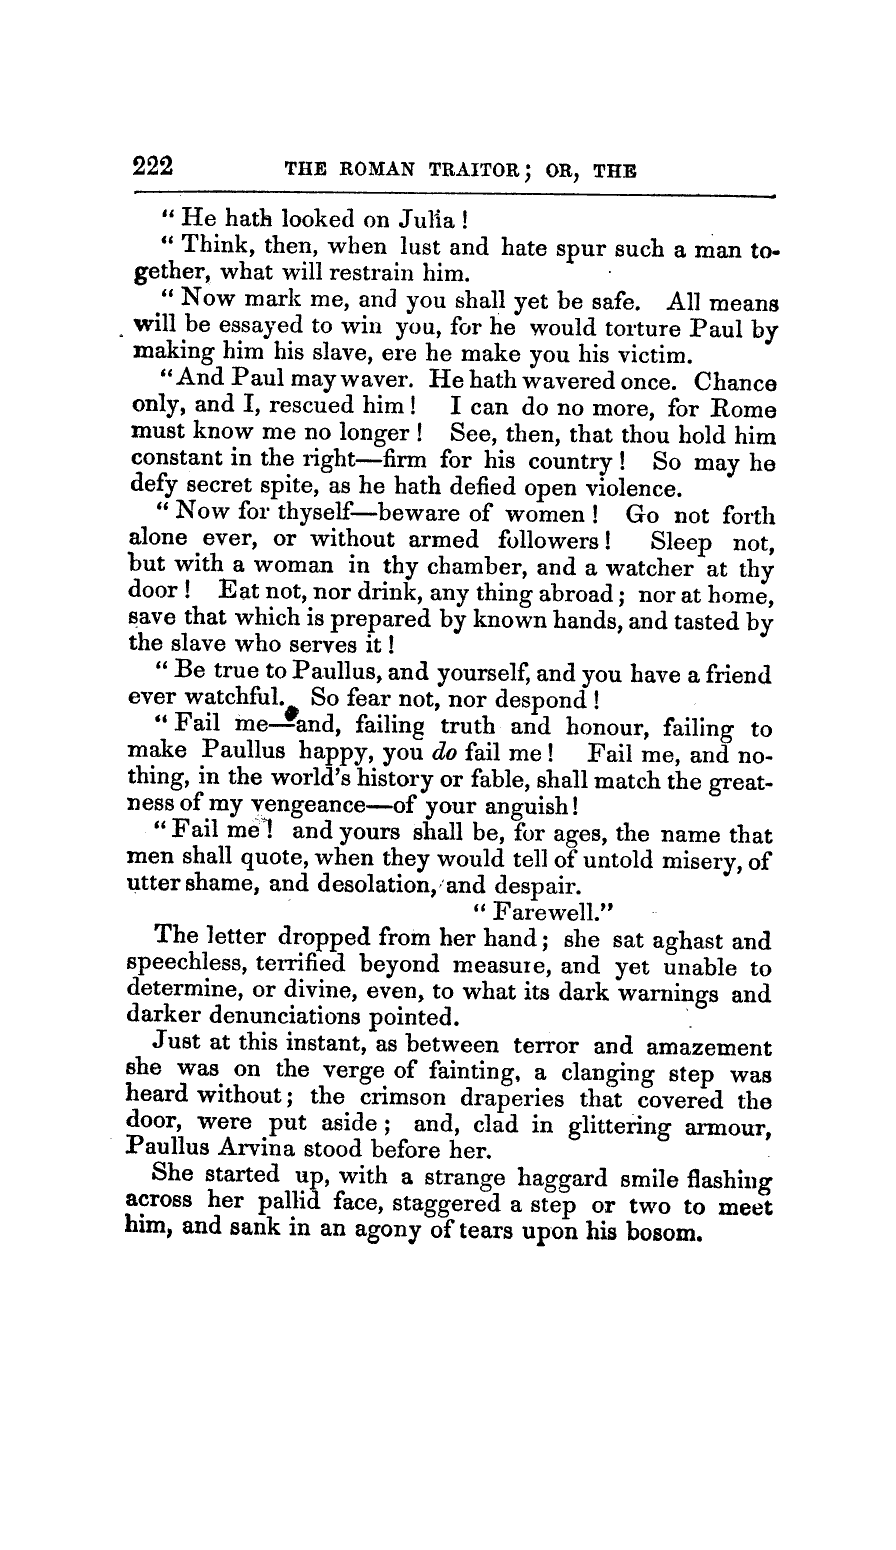 222 THE ROMAN TRAITOR; OR, THE
“ He hath looked on Julia !
“ Think, then, when lust and hate spur such a man to-
gether, what will restrain him.
“ Now mark me, and you shall yet be safe. All means
will be essayed to win you, for he would torture Paul by
making him his slave, ere he make you his victim.
“And Paul may waver. He hath wavered once. Chance
only, and I, rescued him ! I can do no more, for Rome
must know me no longer ! See, then, that thou hold him
constant in the right—firm for his country ! So may he
defy secret spite, as he hath defied open violence.
“ Now for thyself—beware of women ! Go not forth
alone ever, or without armed followers ! Sleep not,
but with a woman in thy chamber, and a watcher at thy
door ! Eat not, nor drink, any thing abroad ; nor at home,
save that which is prepared by known hands, and tasted by
the slave who serves it !
“ Be true to Paullus, and yourself, and you have a friend
ever watchful. So fear not, nor despond !
“ Fail me—and, failing truth and honour, failing to
make Paullus happy, you do fail me ! Fail me, and no-
thing, in the world’s history or fable, shall match the great-
ness of my vengeance—of your anguish !
“ Fail me ! and yours shall be, for ages, the name that
men shall quote, when they would tell of untold misery, of
utter shame, and desolation, and despair.
“ Farewell.”
The letter dropped from her hand ; she sat aghast and
speechless, terrified beyond measure, and yet unable to
determine, or divine, even, to what its dark warnings and
darker denunciations pointed.
Just at this instant, as between terror and amazement
she was on the verge of fainting, a clanging step was
heard without ; the crimson draperies that covered the
door, were put aside ; and, clad in glittering armour,
Paullus Arvina stood before her.
She started up, with a strange haggard smile flashing
across her pallid face, staggered a step or two to meet
him, and sank in an agony of tears upon his bosom.